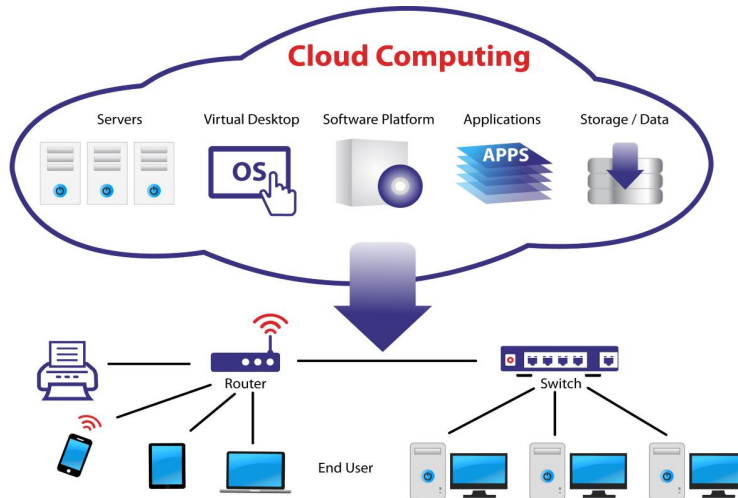 Cloud Computing
Servers
Virtual Desktop
Software Platform
Applications
Storage / Data
OS
APPS
Router
Switch
End User